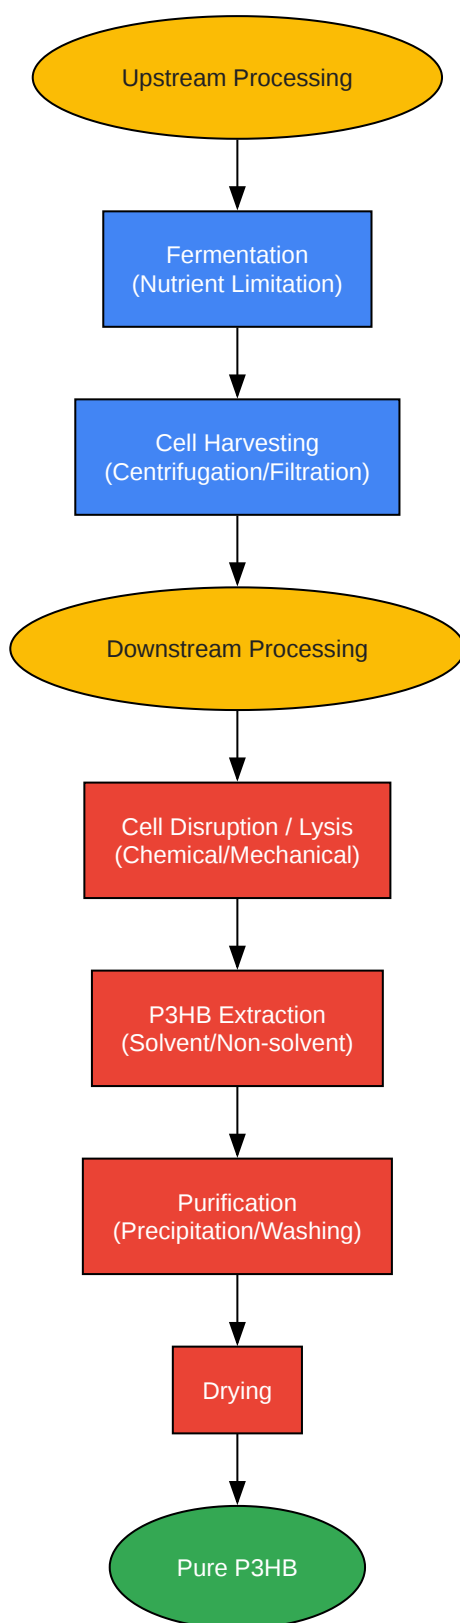 Upstream Processing
Fermentation
(Nutrient Limitation)
Cell Harvesting
(Centrifugation/Filtration)
Downstream Processing
Cell Disruption / Lysis
(Chemical/Mechanical)
P3HB Extraction
(Solvent/Non-solvent)
Purification
(Precipitation/Washing)
Drying
Pure P3HB